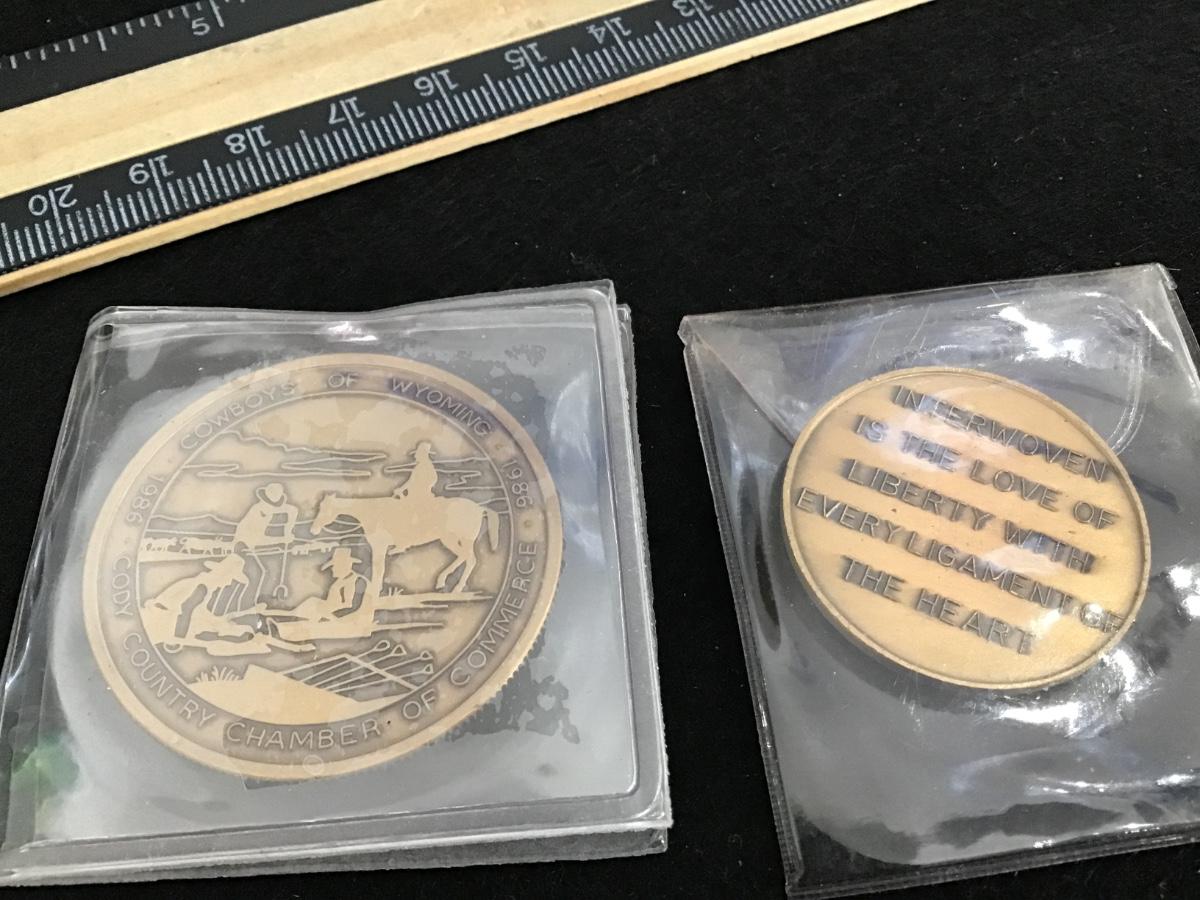 5
13 14 15 16 17 18 19 20
COWBOYS OF WYOMING
1986 · CODY COUNTRY CHAMBER OF COMMERCE · 1986
INTERWOVEN
IS THE LOVE OF
LIBERTY WITH
EVERY LIGAMENT OF
THE HEART